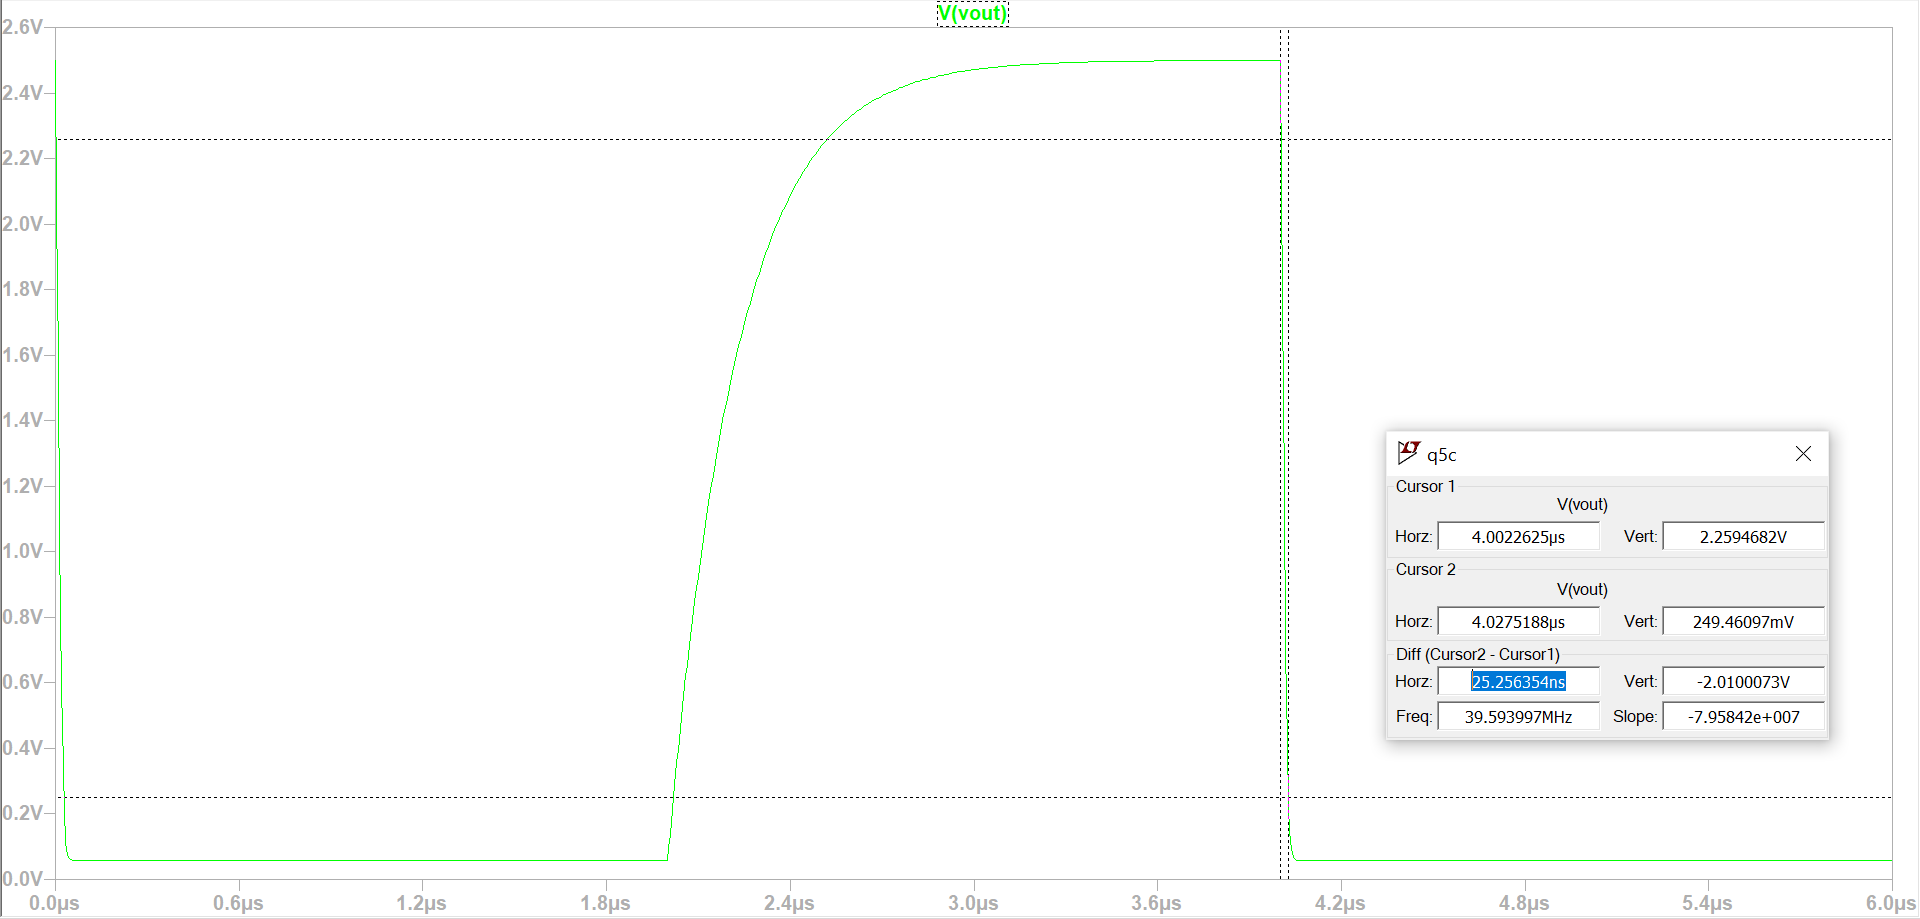 V(vout)
2.6V
2.4V
2.2V
2.0V
1.8V
1.6V
1.4V
1.2V
1.0V
0.8V
0.6V
0.4V
0.2V
0.0V
0.0µs 0.6µs 1.2µs 1.8µs 2.4µs 3.0µs 3.6µs 4.2µs 4.8µs 5.4µs 6.0µs
LT q5c
Cursor 1
V(vout)
Horz: 4.0022625µs Vert: 2.2594682V
Cursor 2
V(vout)
Horz: 4.0275188µs Vert: 249.46097mV
Diff (Cursor2 - Cursor1)
Horz: 25.256354ns Vert: -2.0100073V
Freq: 39.593997MHz Slope: -7.95842e+007